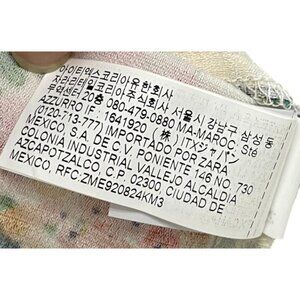 아이티엑스코리아유한회사
자라리테일코리아주식회사 서울시 강남구 삼성동
무역센터 20층 080-479-0880 MA-MAROC: Sté
AZZURRO IF : 1641920 (株) ITXジャパン
(0120-713-777) IMPORTADO POR ZARA
MEXICO, S.A. DE C.V. PONIENTE 146 NO. 730
COLONIA INDUSTRIAL VALLEJO ALCALDIA
AZCAPOTZALCO, C.P. 02300 CIUDAD DE
MEXICO, RFC:ZME920824KM3